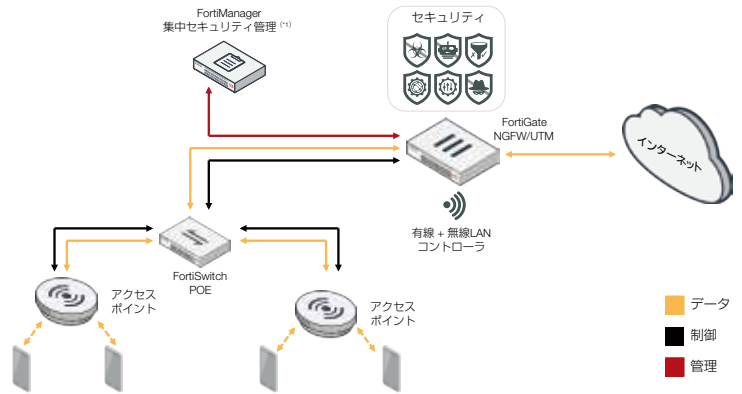 FortiManager
集中セキュリティ管理 (*1)
セキュリティ
FortiGate
NGFW/UTM
インターネット
有線 + 無線LAN
コントローラ
FortiSwitch
POE
アクセス
ポイント
アクセス
ポイント
データ
制御
管理